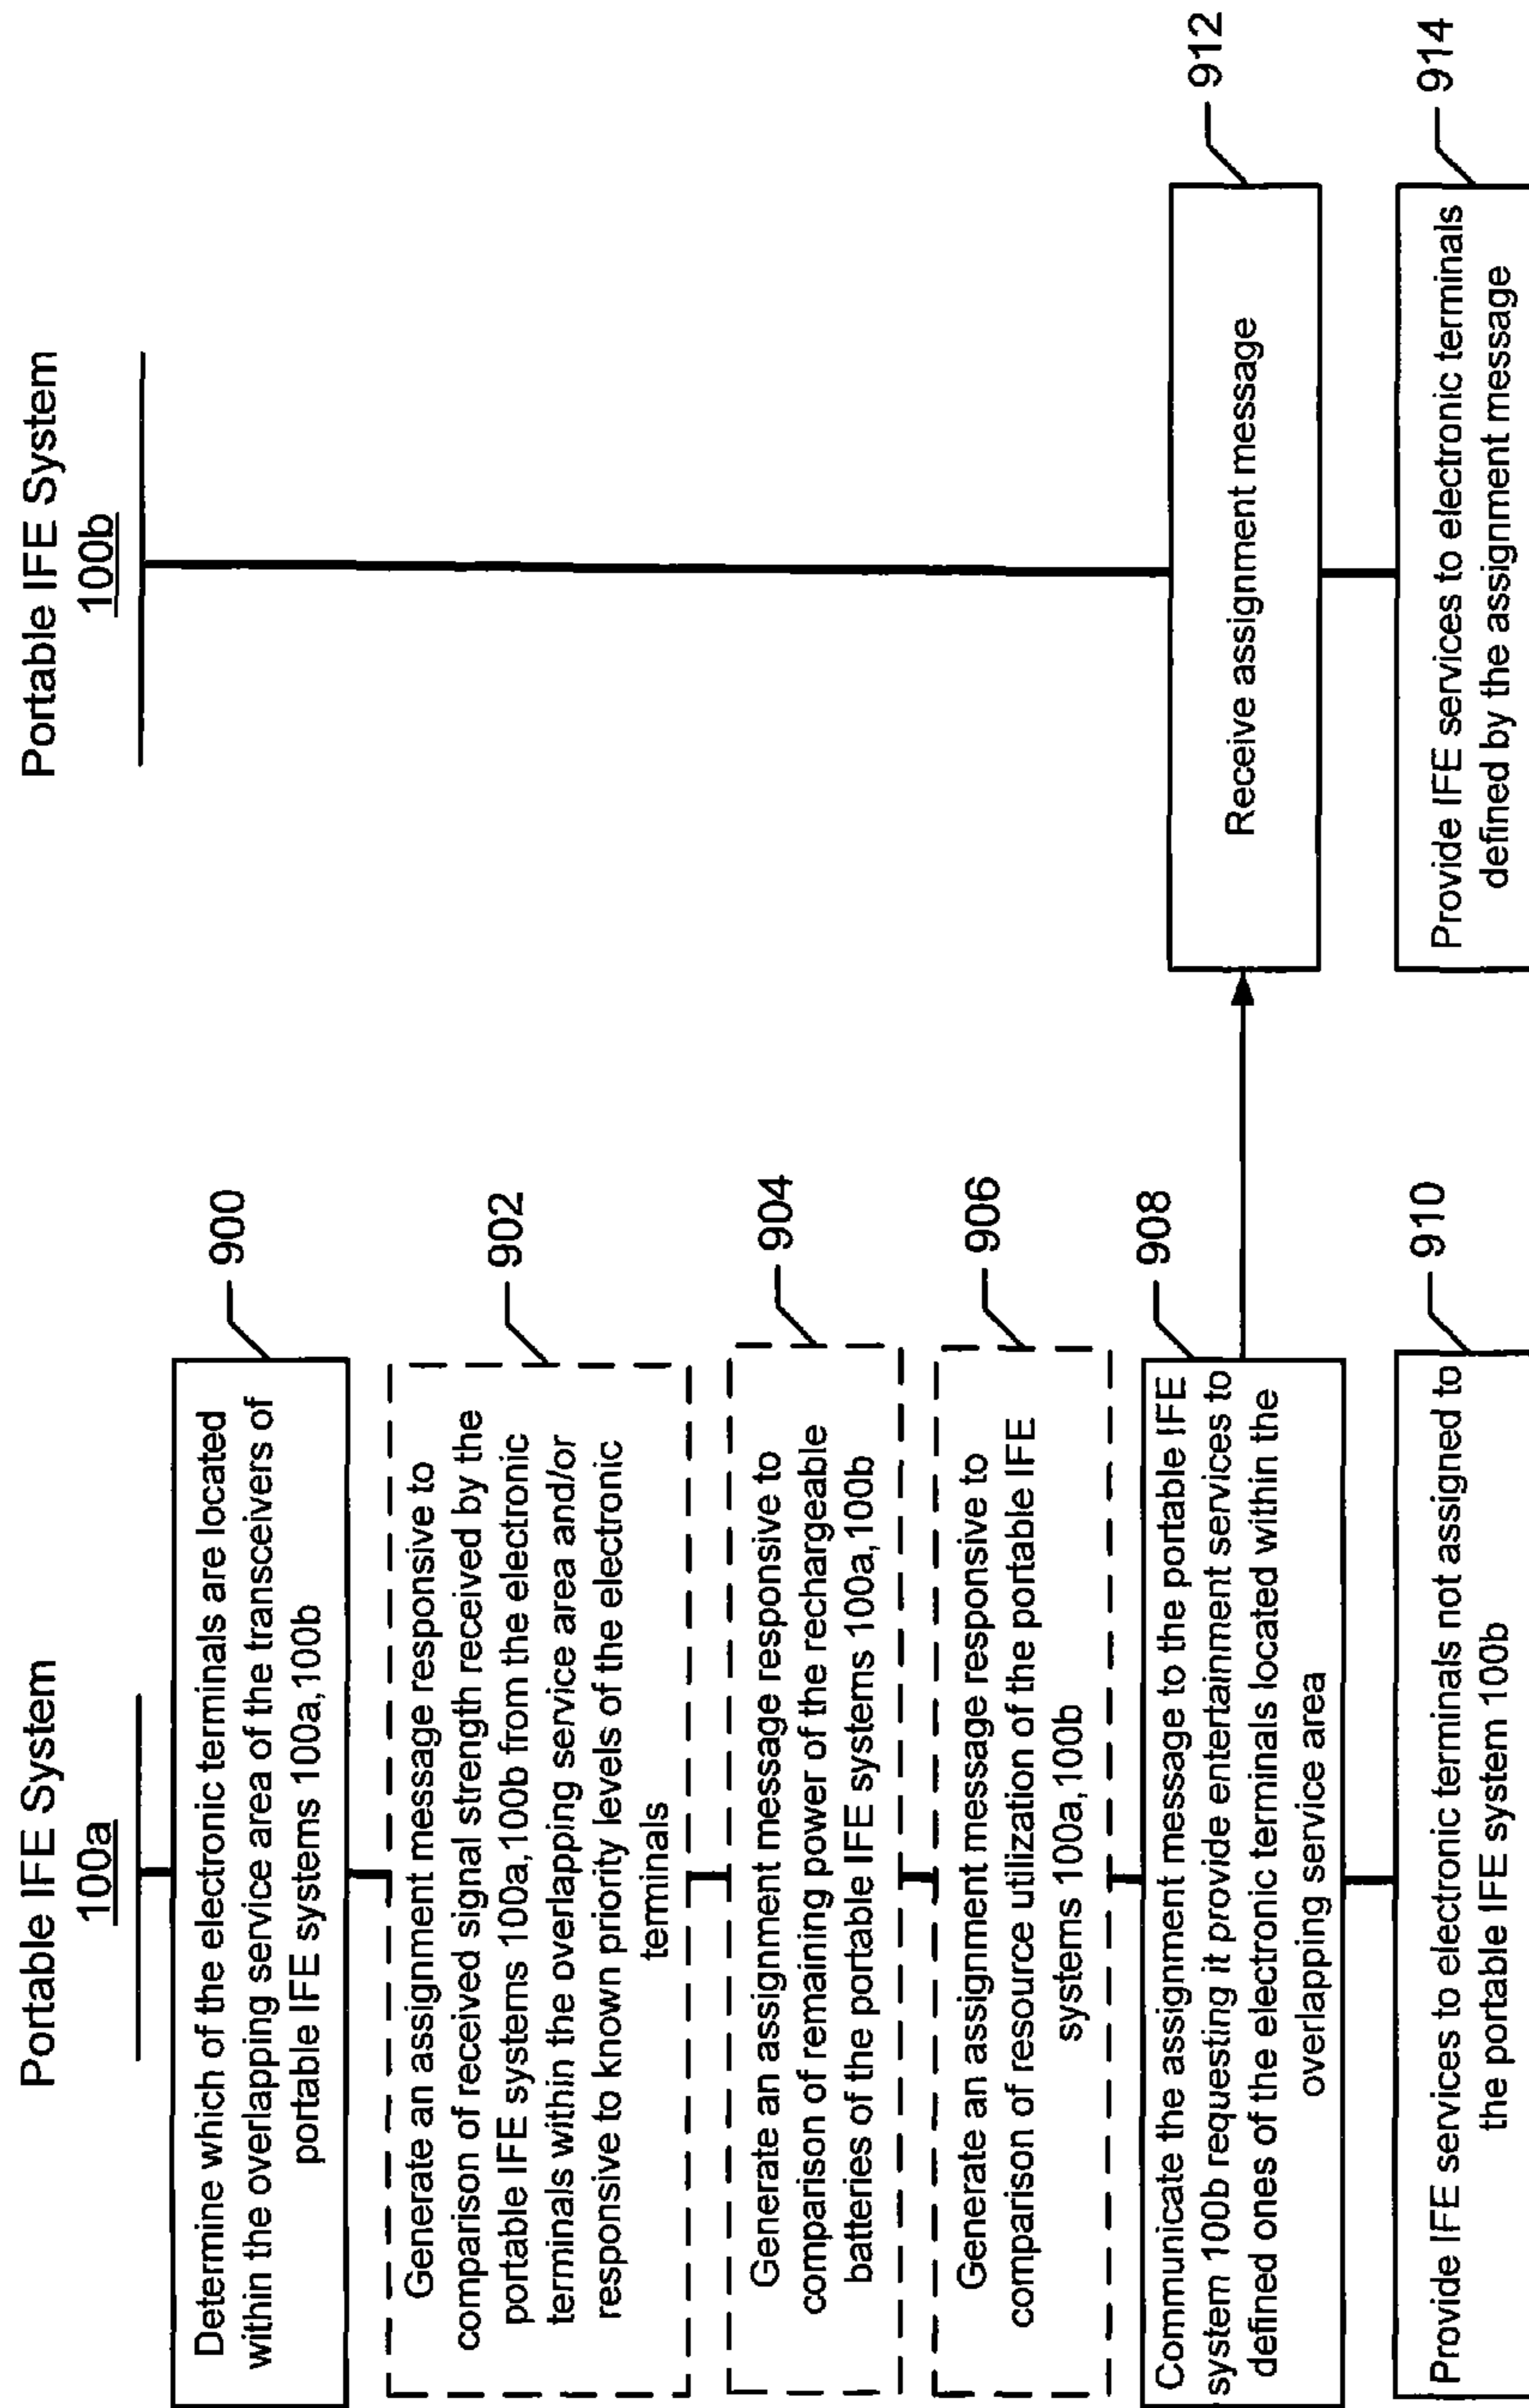 Portable IFE System
100a
Determine which of the electronic terminals are located
within the overlapping service area of the transceivers of
portable IFE systems 100a,100b
900
Generate an assignment message responsive to
comparison of received signal strength received by the
portable IFE systems 100a,100b from the electronic
terminals within the overlapping service area and/or
responsive to known priority levels of the electronic
terminals
902
Generate an assignment message responsive to
comparison of remaining power of the rechargeable
batteries of the portable IFE systems 100a,100b
904
Generate an assignment message responsive to
comparison of resource utilization of the portable IFE
systems 100a,100b
906
Communicate the assignment message to the portable IFE
system 100b requesting it provide entertainment services to
defined ones of the electronic terminals located within the
overlapping service area
908
Provide IFE services to electronic terminals not assigned to
the portable IFE system 100b
910
Portable IFE System
100b
Receive assignment message
912
Provide IFE services to electronic terminals
defined by the assignment message
914